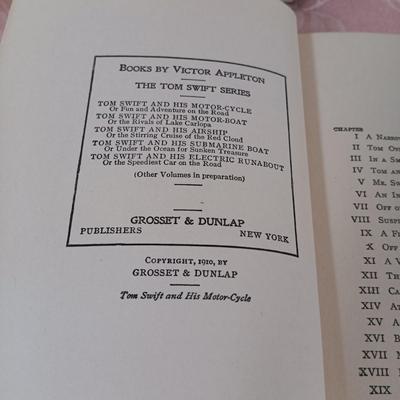 BOOKS BY VICTOR APPLETON
THE TOM SWIFT SERIES
TOM SWIFT AND HIS MOTOR-CYCLE
Or Fun and Adventure on the Road
TOM SWIFT AND HIS MOTOR-BOAT
Or the Rivals of Lake Carlopa
TOM SWIFT AND HIS AIRSHIP
Or the Stirring Cruise of the Red Cloud
TOM SWIFT AND HIS SUBMARINE BOAT
Or Under the Ocean for Sunken Treasure
TOM SWIFT AND HIS ELECTRIC RUNABOUT
Or the Speediest Car on the Road
(Other Volumes in preparation)
GROSSET & DUNLAP
PUBLISHERS NEW YORK
COPYRIGHT, 1910, BY
GROSSET & DUNLAP
Tom Swift and His Motor-Cycle
CHAPTER
I A NARROW
II TOM
III IN A
IV TOM
V MR.
VI AN
VII OFF
VIII
IX A
X OFF
XI A
XII
XIII
XIV
XV A
XVI
XVII
XVIII
XIX